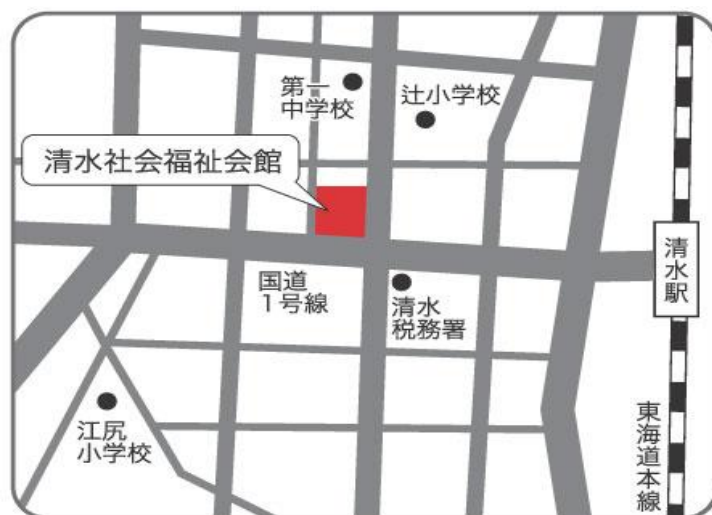 第一
中学校
辻小学校
清水社会福祉会館
国道
1号線
清水
税務署
清水駅
江尻
小学校
東海道本線